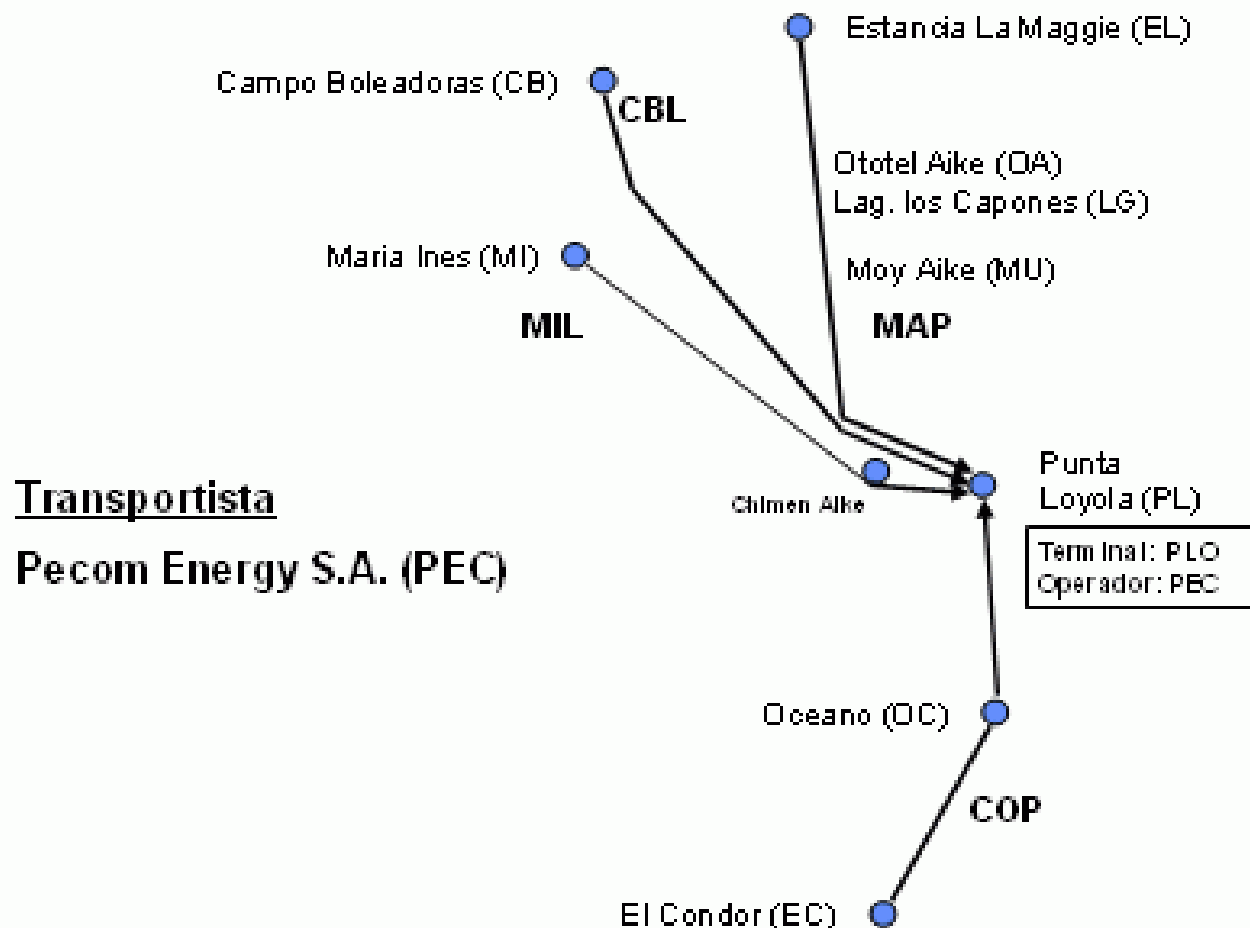 Estancia La Maggie (EL)
Campo Boleadoras (CB)
CBL
Ototel Aike (OA)
Lag. los Capones (LG)
Maria Ines (MI)
Moy Aike (MU)
MIL
MAP
Punta
Loyola (PL)
Chimen Aike
Transportista
Pecom Energy S.A. (PEC)
Terminal: PLO
Operador: PEC
Oceano (OC)
COP
El Condor (EC)